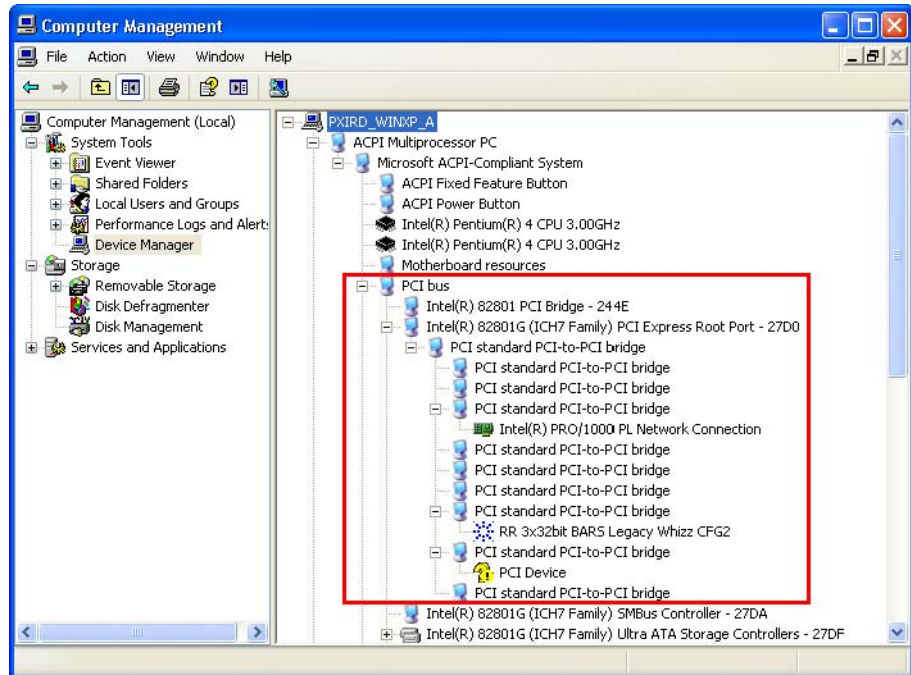 Computer Management
File Action View Window Help
Computer Management (Local)
System Tools
Event Viewer
Shared Folders
Local Users and Groups
Performance Logs and Alert:
Device Manager
Storage
Removable Storage
Disk Defragmenter
Disk Management
Services and Applications
PXIRD_WINXP_A
ACPI Multiprocessor PC
Microsoft ACPI-Compliant System
ACPI Fixed Feature Button
ACPI Power Button
Intel(R) Pentium(R) 4 CPU 3.00GHz
Intel(R) Pentium(R) 4 CPU 3.00GHz
Motherboard resources
PCI bus
Intel(R) 82801 PCI Bridge - 244E
Intel(R) 82801G (ICH7 Family) PCI Express Root Port - 27D0
PCI standard PCI-to-PCI bridge
PCI standard PCI-to-PCI bridge
PCI standard PCI-to-PCI bridge
PCI standard PCI-to-PCI bridge
Intel(R) PRO/1000 PL Network Connection
PCI standard PCI-to-PCI bridge
PCI standard PCI-to-PCI bridge
PCI standard PCI-to-PCI bridge
PCI standard PCI-to-PCI bridge
RR 3x32bit BARS Legacy Whizz CFG2
PCI standard PCI-to-PCI bridge
PCI Device
PCI standard PCI-to-PCI bridge
Intel(R) 82801G (ICH7 Family) SMBus Controller - 27DA
Intel(R) 82801G (ICH7 Family) Ultra ATA Storage Controllers - 27DF